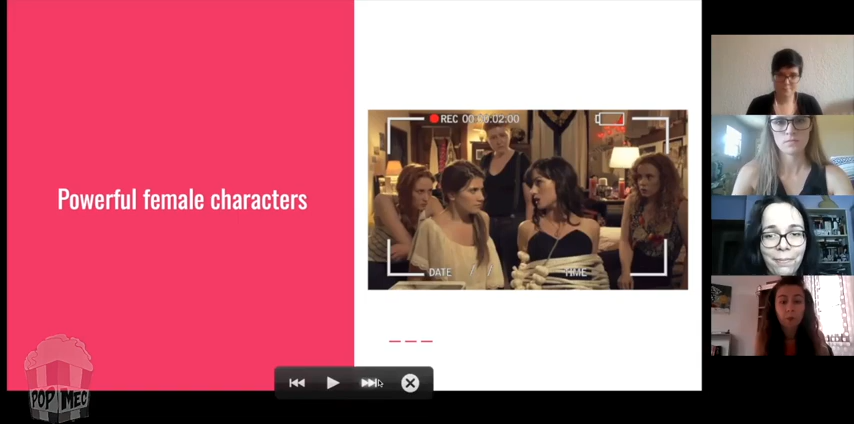 Powerful female characters
REC 00:00:02:00
DATE / /
TIME
POP MEC